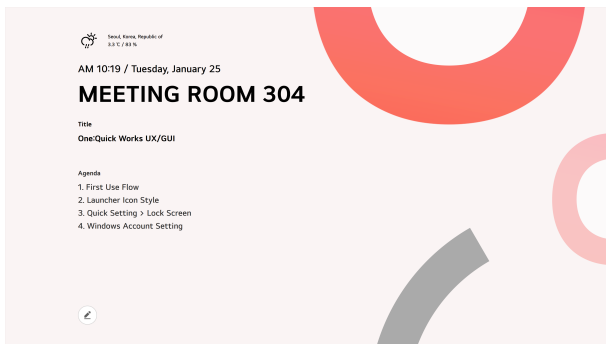 Seoul, Korea, Republic of
3.3 ℃ / 83 %
AM 10:19 / Tuesday, January 25
MEETING ROOM 304
Title
One:Quick Works UX/GUI
Agenda
1. First Use Flow
2. Launcher Icon Style
3. Quick Setting > Lock Screen
4. Windows Account Setting